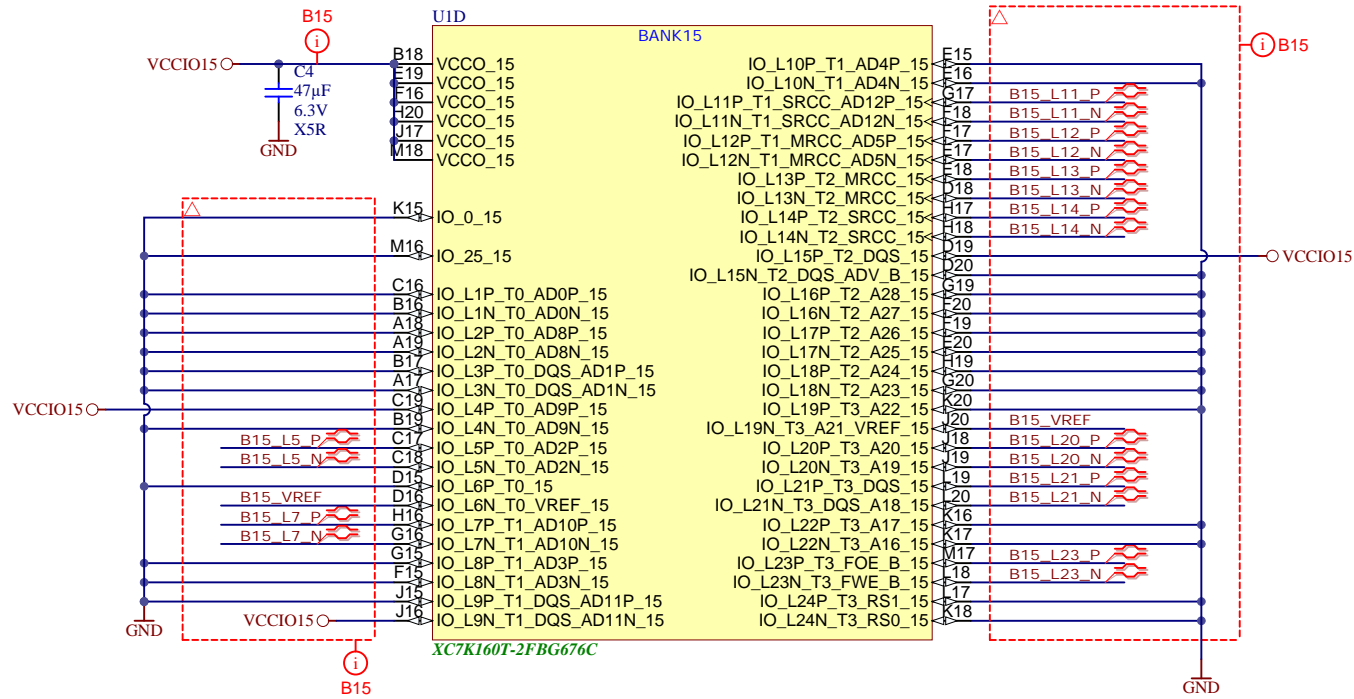 B15
U1D
BANK15
B15
VCCIO15
C4
47µF
6.3V
X5R
GND
B18 VCCO_15
E19 VCCO_15
F16 VCCO_15
H20 VCCO_15
J17 VCCO_15
M18 VCCO_15
K15 IO_0_15
M16 IO_25_15
C16 IO_L1P_T0_AD0P_15
B16 IO_L1N_T0_AD0N_15
A18 IO_L2P_T0_AD8P_15
A19 IO_L2N_T0_AD8N_15
B17 IO_L3P_T0_DQS_AD1P_15
A17 IO_L3N_T0_DQS_AD1N_15
VCCIO15 C19 IO_L4P_T0_AD9P_15
B19 IO_L4N_T0_AD9N_15
B15_L5_P C17 IO_L5P_T0_AD2P_15
B15_L5_N C18 IO_L5N_T0_AD2N_15
D15 IO_L6P_T0_15
B15_VREF D16 IO_L6N_T0_VREF_15
B15_L7_P H16 IO_L7P_T1_AD10P_15
B15_L7_N G16 IO_L7N_T1_AD10N_15
G15 IO_L8P_T1_AD3P_15
F15 IO_L8N_T1_AD3N_15
J15 IO_L9P_T1_DQS_AD11P_15
VCCIO15 J16 IO_L9N_T1_DQS_AD11N_15
GND
B15
IO_L10P_T1_AD4P_15 E15
IO_L10N_T1_AD4N_15 E16
IO_L11P_T1_SRCC_AD12P_15 G17 B15_L11_P
IO_L11N_T1_SRCC_AD12N_15 F18 B15_L11_N
IO_L12P_T1_MRCC_AD5P_15 F17 B15_L12_P
IO_L12N_T1_MRCC_AD5N_15 E17 B15_L12_N
IO_L13P_T2_MRCC_15 E18 B15_L13_P
IO_L13N_T2_MRCC_15 D18 B15_L13_N
IO_L14P_T2_SRCC_15 H17 B15_L14_P
IO_L14N_T2_SRCC_15 H18 B15_L14_N
IO_L15P_T2_DQS_15 D19 VCCIO15
IO_L15N_T2_DQS_ADV_B_15 D20
IO_L16P_T2_A28_15 G19
IO_L16N_T2_A27_15 F20
IO_L17P_T2_A26_15 F19
IO_L17N_T2_A25_15 E20
IO_L18P_T2_A24_15 H19
IO_L18N_T2_A23_15 G20
IO_L19P_T3_A22_15 K20
IO_L19N_T3_A21_VREF_15 J20 B15_VREF
IO_L20P_T3_A20_15 J18 B15_L20_P
IO_L20N_T3_A19_15 J19 B15_L20_N
IO_L21P_T3_DQS_15 L19 B15_L21_P
IO_L21N_T3_DQS_A18_15 L20 B15_L21_N
IO_L22P_T3_A17_15 K16
IO_L22N_T3_A16_15 K17
IO_L23P_T3_FOE_B_15 M17 B15_L23_P
IO_L23N_T3_FWE_B_15 L18 B15_L23_N
IO_L24P_T3_RS1_15 L17
IO_L24N_T3_RS0_15 K18
GND
XC7K160T-2FBG676C